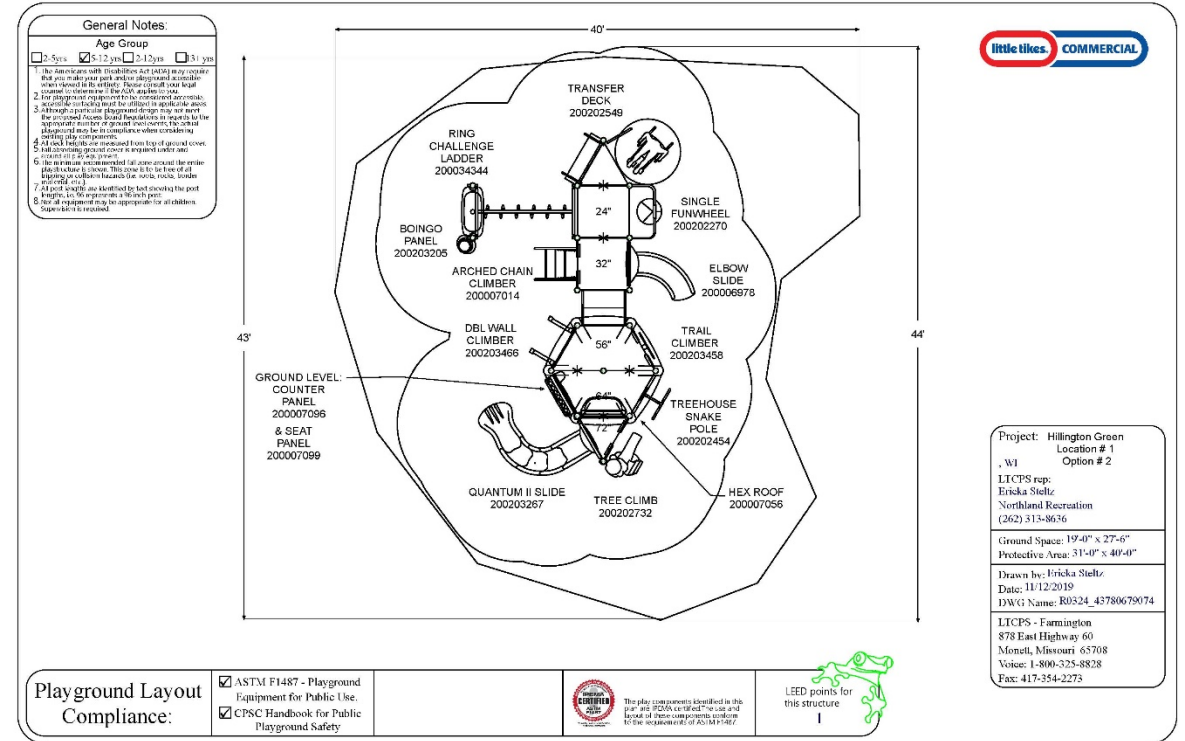 General Notes:
Age Group
2-5yrs 5-12 yrs 2-12yrs 13+ yrs
1. The Americans with Disabilities Act (ADA) may require
that you make your park and/or playground accessible
when viewed in its entirety. Please consult your legal
counsel to determine if the ADA applies to you.
2. For playground equipment to be considered accessible,
accessible surfacing must be utilized in applicable areas.
3. Although a particular playground design may not meet
the proposed Access Board Regulations in regards to the
appropriate number of ground level events, the actual
playground may be in compliance when considering
existing play components.
4. All deck heights are measured from top of ground cover.
5. Fall absorbing ground cover is required under and
around all play equipment.
6. The minimum recommended fall zone around the entire
playstructure is shown. This zone is to be free of all
tripping or collision hazards (i.e. roots, rocks, border
material, etc.).
7. All post lengths are identified by text showing the post
lengths, i.e. 96 represents a 96 inch post.
8. Not all equipment may be appropriate for all children.
Supervision is required.
40'
little tikes. COMMERCIAL
TRANSFER
DECK
200202549
RING
CHALLENGE
LADDER
200034344
24"
SINGLE
FUNWHEEL
200202270
BOINGO
PANEL
200203205
32"
ARCHED CHAIN
CLIMBER
200007014
ELBOW
SLIDE
200006978
43'
44'
DBL WALL
CLIMBER
200203466
56"
TRAIL
CLIMBER
200203458
GROUND LEVEL:
COUNTER
PANEL
200007096
& SEAT
PANEL
200007099
64"
72"
TREEHOUSE
SNAKE
POLE
200202454
QUANTUM II SLIDE
200203267
TREE CLIMB
200202732
HEX ROOF
200007056
Project: Hillington Green
Location # 1
, WI Option # 2
LTCPS rep:
Ericka Steltz
Northland Recreation
(262) 313-8636
Ground Space: 19'-0" x 27'-6"
Protective Area: 31'-0" x 40'-0"
Drawn by: Ericka Steltz
Date: 11/12/2019
DWG Name: R0324_43780679074
LTCPS - Farmington
878 East Highway 60
Monett, Missouri 65708
Voice: 1-800-325-8828
Fax: 417-354-2273
Playground Layout
Compliance:
ASTM F1487 - Playground
Equipment for Public Use.
CPSC Handbook for Public
Playground Safety
IPEMA
CERTIFIED
The play components identified in this
plan are IPEMA certified. The use and
layout of these components conform
to the requirements of ASTM F1487.
LEED points for
this structure
1